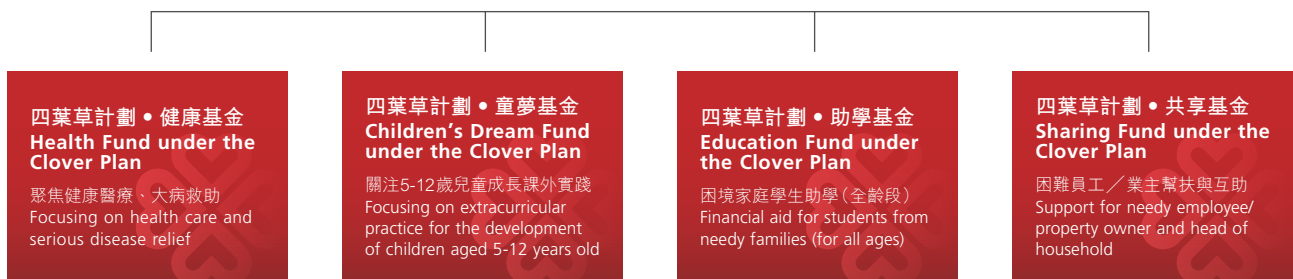 四葉草計劃 • 健康基金
Health Fund under the
Clover Plan
聚焦健康醫療、大病救助
Focusing on health care and
serious disease relief
四葉草計劃 • 童夢基金
Children's Dream Fund
under the Clover Plan
關注5-12歲兒童成長課外實踐
Focusing on extracurricular
practice for the development
of children aged 5-12 years old
四葉草計劃 • 助學基金
Education Fund under
the Clover Plan
困境家庭學生助學(全齡段)
Financial aid for students from
needy families (for all ages)
四葉草計劃 • 共享基金
Sharing Fund under the
Clover Plan
困難員工／業主幫扶與互助
Support for needy employee/
property owner and head of
household